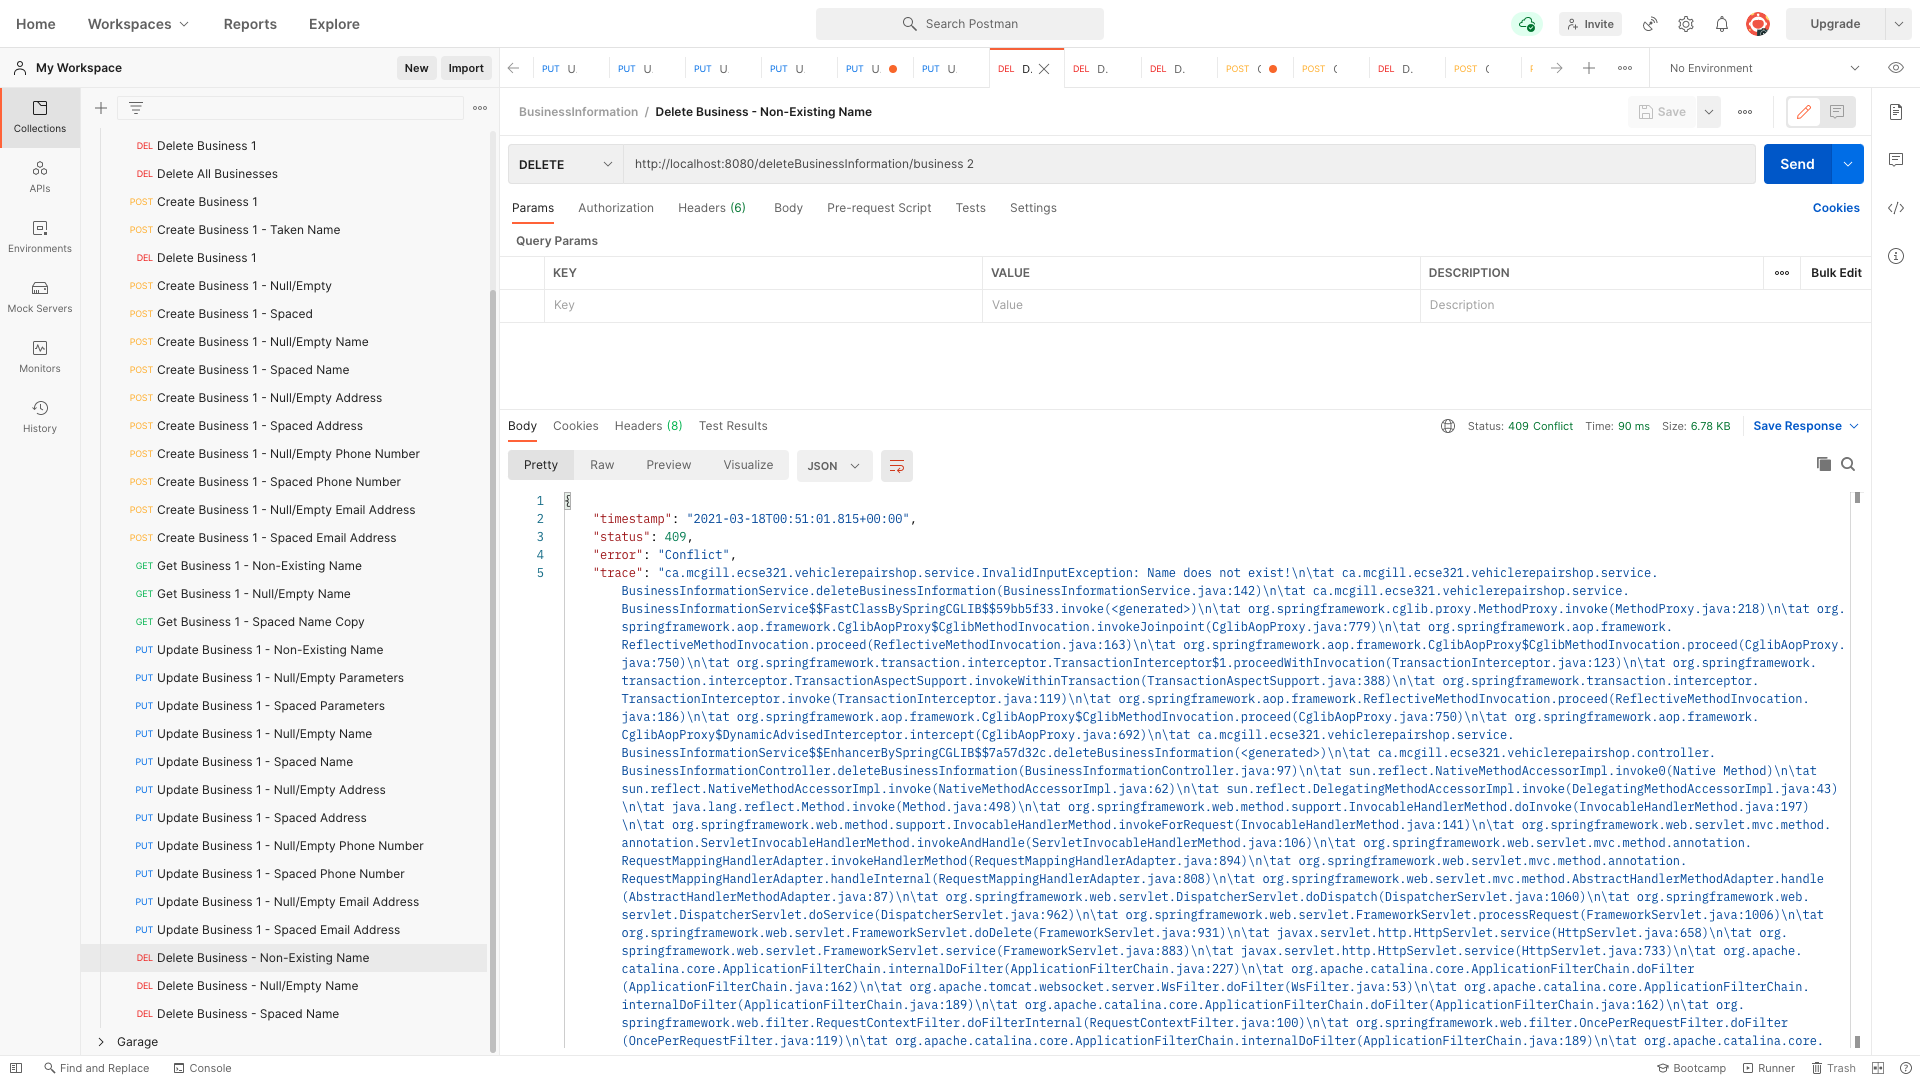 Home
Workspaces
Reports
Explore
Search Postman
Invite
Upgrade
My Workspace
New
Import
PUT U
PUT U
PUT U
PUT U
PUT U
PUT U
DEL D.
DEL D.
DEL D.
POST
POST
DEL D.
POST
No Environment
Collections
APIs
Environments
Mock Servers
Monitors
History
DEL Delete Business 1
DEL Delete All Businesses
POST Create Business 1
POST Create Business 1 - Taken Name
DEL Delete Business 1
POST Create Business 1 - Null/Empty
POST Create Business 1 - Spaced
POST Create Business 1 - Null/Empty Name
POST Create Business 1 - Spaced Name
POST Create Business 1 - Null/Empty Address
POST Create Business 1 - Spaced Address
POST Create Business 1 - Null/Empty Phone Number
POST Create Business 1 - Spaced Phone Number
POST Create Business 1 - Null/Empty Email Address
POST Create Business 1 - Spaced Email Address
GET Get Business 1 - Non-Existing Name
GET Get Business 1 - Null/Empty Name
GET Get Business 1 - Spaced Name Copy
PUT Update Business 1 - Non-Existing Name
PUT Update Business 1 - Null/Empty Parameters
PUT Update Business 1 - Spaced Parameters
PUT Update Business 1 - Null/Empty Name
PUT Update Business 1 - Spaced Name
PUT Update Business 1 - Null/Empty Address
PUT Update Business 1 - Spaced Address
PUT Update Business 1 - Null/Empty Phone Number
PUT Update Business 1 - Spaced Phone Number
PUT Update Business 1 - Null/Empty Email Address
PUT Update Business 1 - Spaced Email Address
DEL Delete Business - Non-Existing Name
DEL Delete Business - Null/Empty Name
DEL Delete Business - Spaced Name
Garage
BusinessInformation / Delete Business - Non-Existing Name
Save
DELETE
http://localhost:8080/deleteBusinessInformation/business 2
Send
Params
Authorization
Headers (6)
Body
Pre-request Script
Tests
Settings
Cookies
Query Params
KEY
VALUE
DESCRIPTION
Bulk Edit
Key
Value
Description
Body
Cookies
Headers (8)
Test Results
Status: 409 Conflict
Time: 90 ms
Size: 6.78 KB
Save Response
Pretty
Raw
Preview
Visualize
JSON
1 {
2 "timestamp": "2021-03-18T00:51:01.815+00:00",
3 "status": 409,
4 "error": "Conflict",
5 "trace": "ca.mcgill.ecse321.vehiclerepairshop.service.InvalidInputException: Name does not exist!\n\tat ca.mcgill.ecse321.vehiclerepairshop.service.
BusinessInformationService.deleteBusinessInformation(BusinessInformationService.java:142)\n\tat ca.mcgill.ecse321.vehiclerepairshop.service.
BusinessInformationService$$FastClassBySpringCGLIB$$59bb5f33.invoke(<generated>)\n\tat org.springframework.cglib.proxy.MethodProxy.invoke(MethodProxy.java:218)\n\tat org.
springframework.aop.framework.CglibAopProxy$CglibMethodInvocation.invokeJoinpoint(CglibAopProxy.java:779)\n\tat org.springframework.aop.framework.
ReflectiveMethodInvocation.proceed(ReflectiveMethodInvocation.java:163)\n\tat org.springframework.aop.framework.CglibAopProxy$CglibMethodInvocation.proceed(CglibAopProxy.
java:750)\n\tat org.springframework.transaction.interceptor.TransactionInterceptor$1.proceedWithInvocation(TransactionInterceptor.java:123)\n\tat org.springframework.
transaction.interceptor.TransactionAspectSupport.invokeWithinTransaction(TransactionAspectSupport.java:388)\n\tat org.springframework.transaction.interceptor.
TransactionInterceptor.invoke(TransactionInterceptor.java:119)\n\tat org.springframework.aop.framework.ReflectiveMethodInvocation.proceed(ReflectiveMethodInvocation.
java:186)\n\tat org.springframework.aop.framework.CglibAopProxy$CglibMethodInvocation.proceed(CglibAopProxy.java:750)\n\tat org.springframework.aop.framework.
CglibAopProxy$DynamicAdvisedInterceptor.intercept(CglibAopProxy.java:692)\n\tat ca.mcgill.ecse321.vehiclerepairshop.service.
BusinessInformationService$$EnhancerBySpringCGLIB$$7a57d32c.deleteBusinessInformation(<generated>)\n\tat ca.mcgill.ecse321.vehiclerepairshop.controller.
BusinessInformationController.deleteBusinessInformation(BusinessInformationController.java:97)\n\tat sun.reflect.NativeMethodAccessorImpl.invoke0(Native Method)\n\tat
sun.reflect.NativeMethodAccessorImpl.invoke(NativeMethodAccessorImpl.java:62)\n\tat sun.reflect.DelegatingMethodAccessorImpl.invoke(DelegatingMethodAccessorImpl.java:43)
\n\tat java.lang.reflect.Method.invoke(Method.java:498)\n\tat org.springframework.web.method.support.InvocableHandlerMethod.doInvoke(InvocableHandlerMethod.java:197)
\n\tat org.springframework.web.method.support.InvocableHandlerMethod.invokeForRequest(InvocableHandlerMethod.java:141)\n\tat org.springframework.web.servlet.mvc.method.
annotation.ServletInvocableHandlerMethod.invokeAndHandle(ServletInvocableHandlerMethod.java:106)\n\tat org.springframework.web.servlet.mvc.method.annotation.
RequestMappingHandlerAdapter.invokeHandlerMethod(RequestMappingHandlerAdapter.java:894)\n\tat org.springframework.web.servlet.mvc.method.annotation.
RequestMappingHandlerAdapter.handleInternal(RequestMappingHandlerAdapter.java:808)\n\tat org.springframework.web.servlet.mvc.method.AbstractHandlerMethodAdapter.handle
(AbstractHandlerMethodAdapter.java:87)\n\tat org.springframework.web.servlet.DispatcherServlet.doDispatch(DispatcherServlet.java:1060)\n\tat org.springframework.web.
servlet.DispatcherServlet.doService(DispatcherServlet.java:962)\n\tat org.springframework.web.servlet.FrameworkServlet.processRequest(FrameworkServlet.java:1006)\n\tat
org.springframework.web.servlet.FrameworkServlet.doDelete(FrameworkServlet.java:931)\n\tat javax.servlet.http.HttpServlet.service(HttpServlet.java:658)\n\tat org.
springframework.web.servlet.FrameworkServlet.service(FrameworkServlet.java:883)\n\tat javax.servlet.http.HttpServlet.service(HttpServlet.java:733)\n\tat org.apache.
catalina.core.ApplicationFilterChain.internalDoFilter(ApplicationFilterChain.java:227)\n\tat org.apache.catalina.core.ApplicationFilterChain.doFilter
(ApplicationFilterChain.java:162)\n\tat org.apache.tomcat.websocket.server.WsFilter.doFilter(WsFilter.java:53)\n\tat org.apache.catalina.core.ApplicationFilterChain.
internalDoFilter(ApplicationFilterChain.java:189)\n\tat org.apache.catalina.core.ApplicationFilterChain.doFilter(ApplicationFilterChain.java:162)\n\tat org.
springframework.web.filter.RequestContextFilter.doFilterInternal(RequestContextFilter.java:100)\n\tat org.springframework.web.filter.OncePerRequestFilter.doFilter
(OncePerRequestFilter.java:119)\n\tat org.apache.catalina.core.ApplicationFilterChain.internalDoFilter(ApplicationFilterChain.java:189)\n\tat org.apache.catalina.core.
Find and Replace
Console
Bootcamp
Runner
Trash